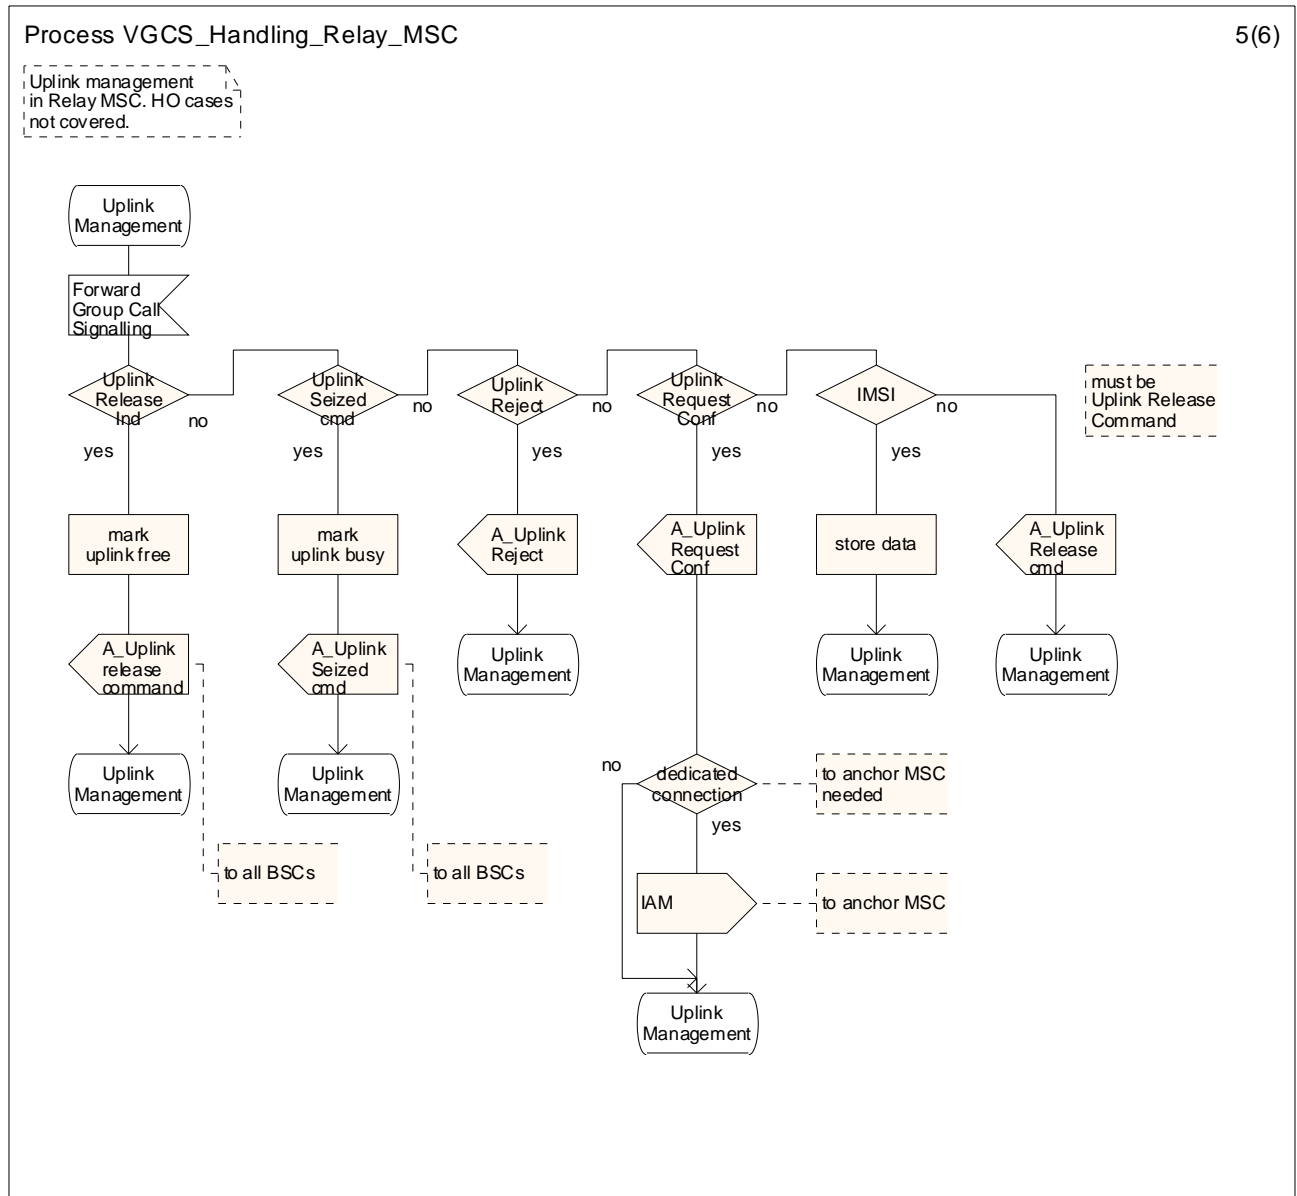 Process VGCS_Handling_Relay_MSC
5(6)
Uplink management
in Relay MSC. HO cases
not covered.
Uplink
Management
Forward
Group Call
Signalling
Uplink
Release
Ind
no
Uplink
Seized
cmd
no
Uplink
Reject
no
Uplink
Request
Conf
no
IMSI
no
must be
Uplink Release
Command
yes
yes
yes
yes
yes
mark
uplink free
mark
uplink busy
A_Uplink
Reject
A_Uplink
Request
Conf
store data
A_Uplink
Release
cmd
A_Uplink
release
command
A_Uplink
Seized
cmd
Uplink
Management
Uplink
Management
Uplink
Management
Uplink
Management
Uplink
Management
no
dedicated
connection
to anchor MSC
needed
yes
to all BSCs
to all BSCs
IAM
to anchor MSC
Uplink
Management